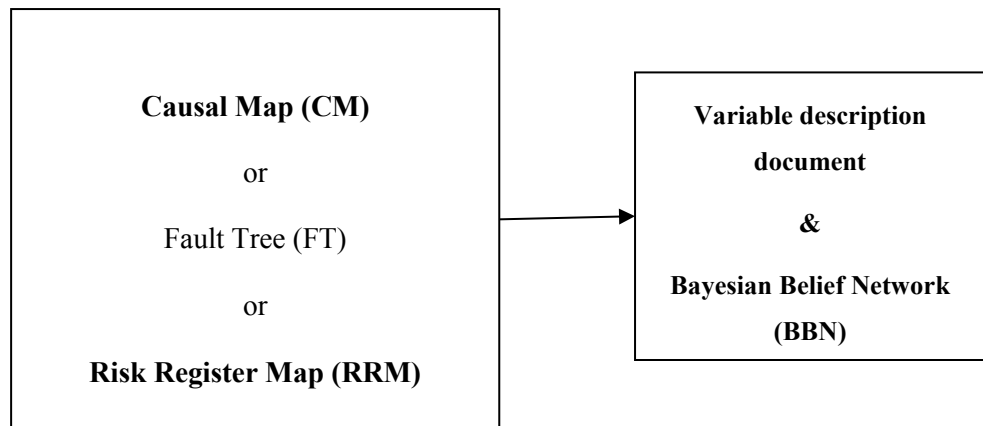 Causal Map (CM)
or
Fault Tree (FT)
or
Risk Register Map (RRM)
Variable description
document
&
Bayesian Belief Network
(BBN)